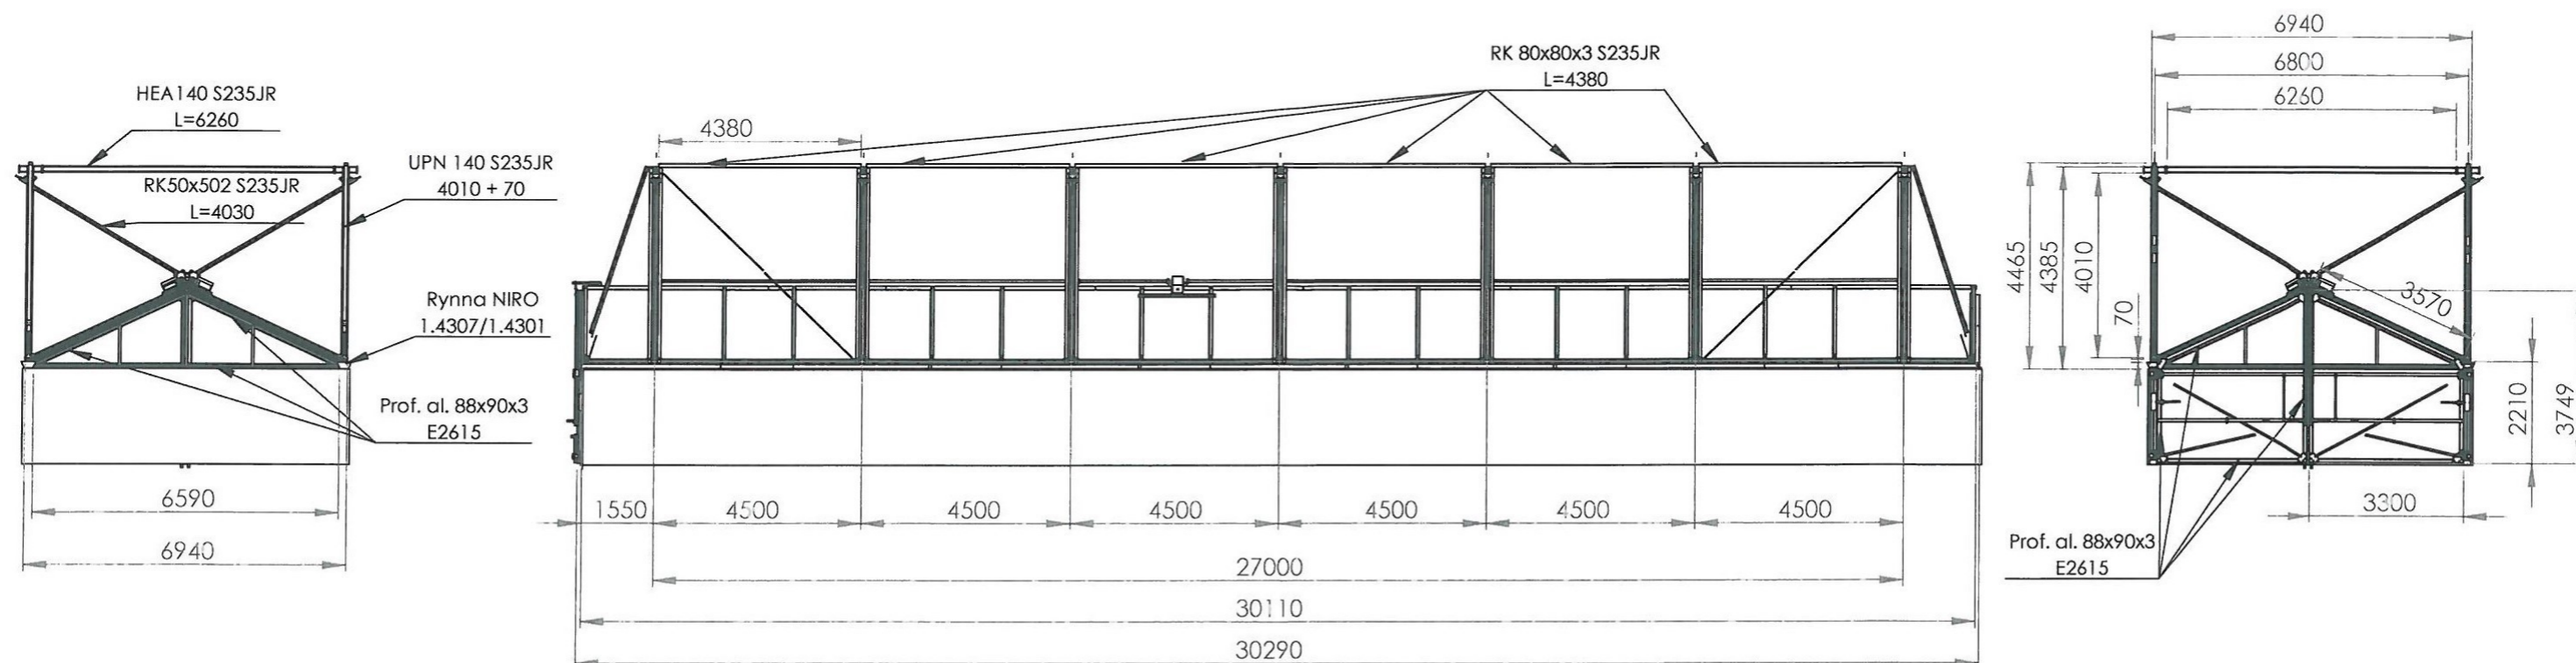 HEA140 S235JR
L=6260
RK50x502 S235JR
L=4030
UPN 140 S235JR
4010 + 70
Rynna NIRO
1.4307/1.4301
Prof. al. 88x90x3
E2615
6590
6940
RK 80x80x3 S235JR
L=4380
4380
1550
4500
4500
4500
4500
4500
4500
27000
30110
30290
6940
6800
6260
4465
4385
4010
70
3570
2210
3749
3300
Prof. al. 88x90x3
E2615